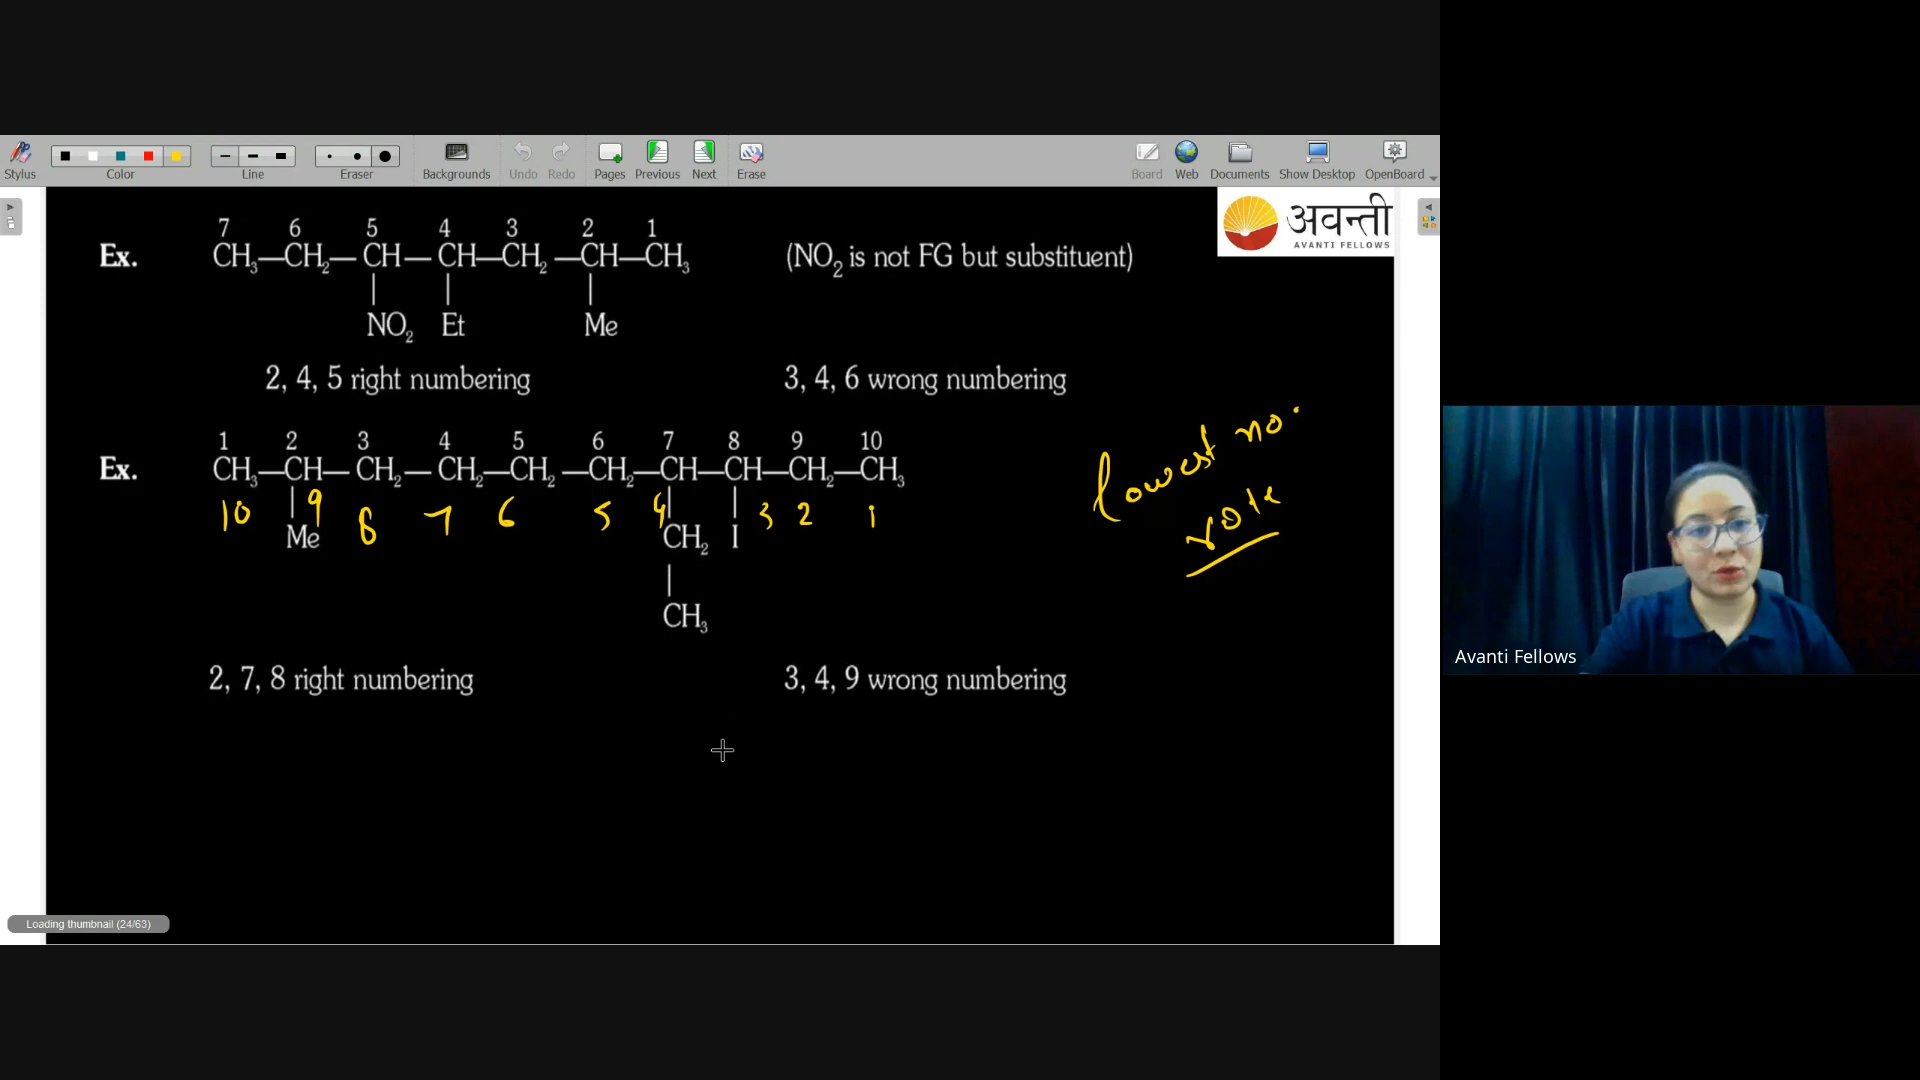 Stylus Color Line Eraser Backgrounds Undo Redo Pages Previous Next Erase Board Web Documents Show Desktop OpenBoard
अवन्ती
AVANTI FELLOWS
7 6 5 4 3 2 1
Ex. CH₃—CH₂—CH—CH—CH₂—CH—CH₃ (NO₂ is not FG but substituent)
NO₂ Et Me
2, 4, 5 right numbering 3, 4, 6 wrong numbering
lowest no.
rule
1 2 3 4 5 6 7 8 9 10
Ex. CH₃—CH—CH₂—CH₂—CH₂—CH₂—CH—CH—CH₂—CH₃
10 9 8 7 6 5 4 3 2 1
Me CH₂ I
CH₃
2, 7, 8 right numbering 3, 4, 9 wrong numbering
Loading thumbnail (24/63)
Avanti Fellows